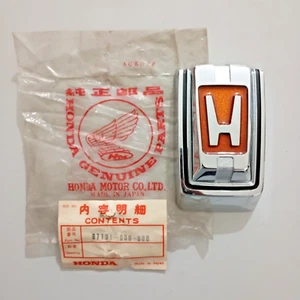 純正部品
HONDA GENUINE PARTS
HM
HONDA MOTOR CO.,LTD.
MADE IN JAPAN
内容明細
CONTENTS
HONDA
H